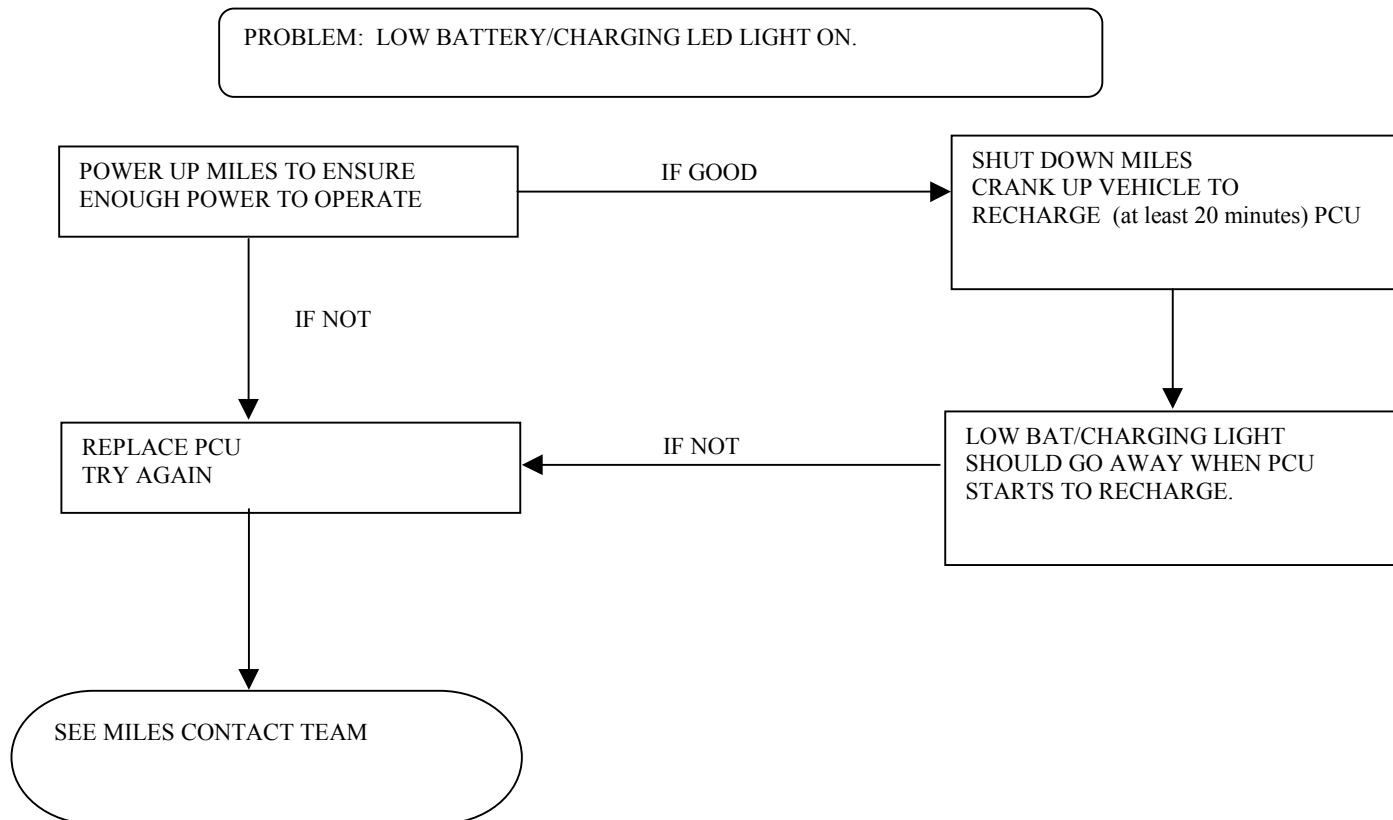 PROBLEM: LOW BATTERY/CHARGING LED LIGHT ON.
POWER UP MILES TO ENSURE
ENOUGH POWER TO OPERATE
IF GOOD
SHUT DOWN MILES
CRANK UP VEHICLE TO
RECHARGE (at least 20 minutes) PCU
IF NOT
LOW BAT/CHARGING LIGHT
SHOULD GO AWAY WHEN PCU
STARTS TO RECHARGE.
IF NOT
REPLACE PCU
TRY AGAIN
SEE MILES CONTACT TEAM